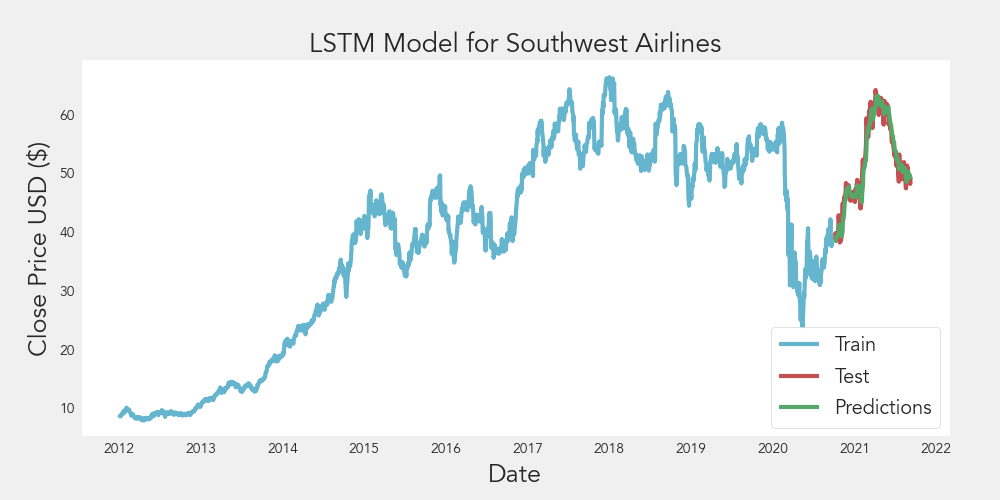 LSTM Model for Southwest Airlines
Close Price USD ($)
60
50
40
30
20
10
Train
Test
Predictions
2012 2013 2014 2015 2016 2017 2018 2019 2020 2021 2022
Date